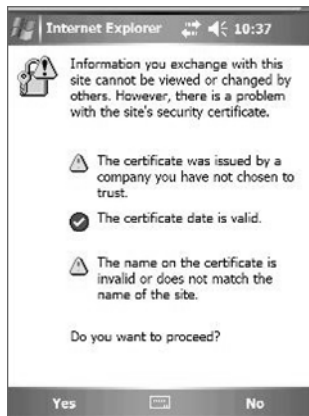 Internet Explorer 10:37
Information you exchange with this
site cannot be viewed or changed by
others. However, there is a problem
with the site's security certificate.
The certificate was issued by a
company you have not chosen to
trust.
The certificate date is valid.
The name on the certificate is
invalid or does not match the
name of the site.
Do you want to proceed?
Yes No